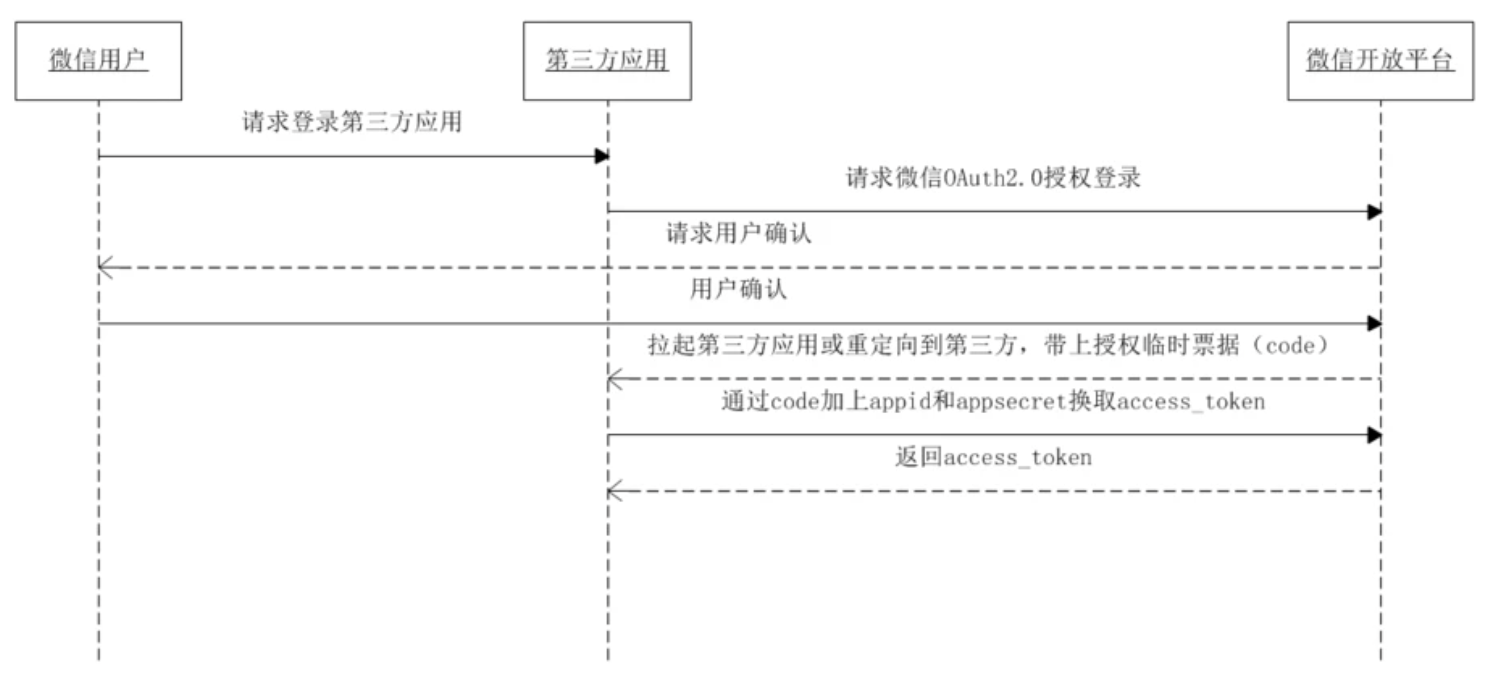 微信用户
第三方应用
微信开放平台
请求登录第三方应用
请求微信OAuth2.0授权登录
请求用户确认
用户确认
拉起第三方应用或重定向到第三方，带上授权临时票据（code）
通过code加上appid和appsecret换取access_token
返回access_token